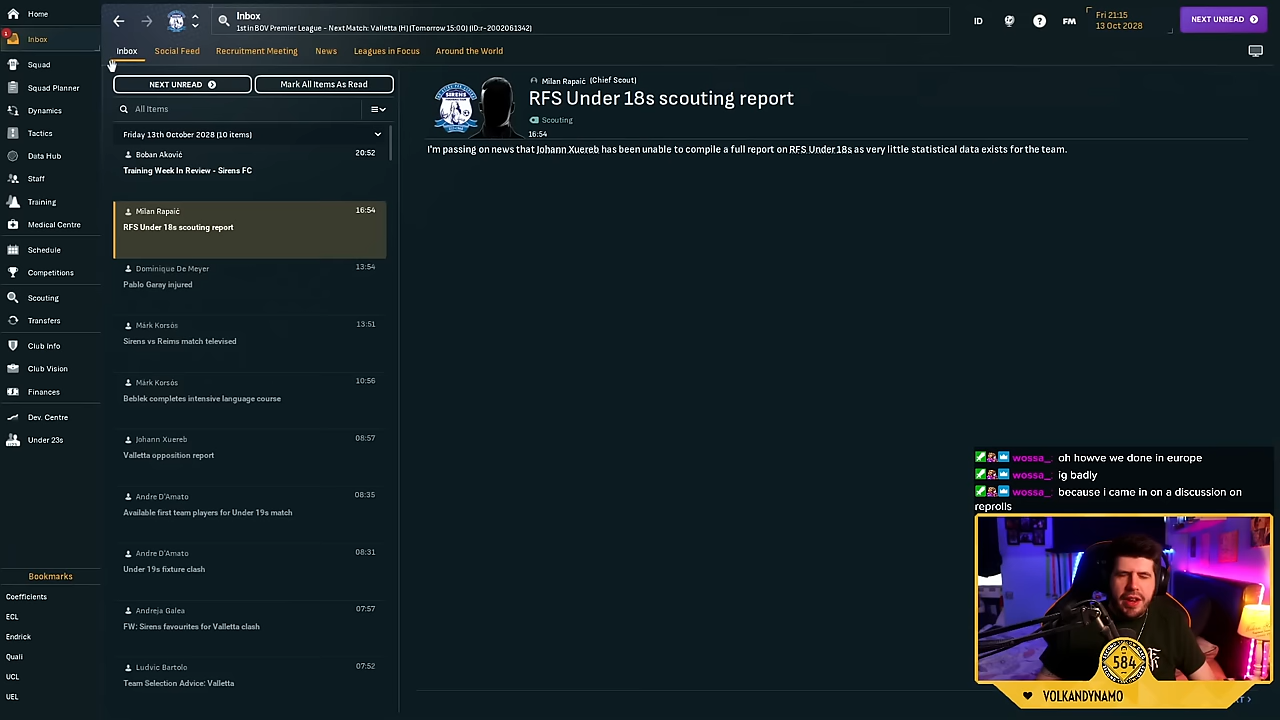 Home
Inbox
1
Squad
Squad Planner
Dynamics
Tactics
Data Hub
Staff
Training
Medical Centre
Schedule
Competitions
Scouting
Transfers
Club Info
Club Vision
Finances
Dev. Centre
Under 23s
Bookmarks
Coefficients
ECL
Endrick
Quali
UCL
UEL
Inbox
1st in BOV Premier League - Next Match: Valletta (H) (Tomorrow 15:00) (ID:r-2002061342)
ID
FM
Fri 21:15
13 Oct 2028
NEXT UNREAD
Inbox
Social Feed
Recruitment Meeting
News
Leagues in Focus
Around the World
NEXT UNREAD
Mark All Items As Read
All Items
Friday 13th October 2028 (10 items)
Boban Aković 20:52
Training Week In Review - Sirens FC
Milan Rapaić 16:54
RFS Under 18s scouting report
Dominique De Meyer 13:54
Pablo Garay injured
Márk Korsós 13:51
Sirens vs Reims match televised
Márk Korsós 10:56
Beblek completes intensive language course
Johann Xuereb 08:57
Valletta opposition report
Andre D'Amato 08:35
Available first team players for Under 19s match
Andre D'Amato 08:31
Under 19s fixture clash
Andreja Galea 07:57
FW: Sirens favourites for Valletta clash
Ludvic Bartolo 07:52
Team Selection Advice: Valletta
SIRENS
Milan Rapaić (Chief Scout)
RFS Under 18s scouting report
Scouting
16:54
I'm passing on news that Johann Xuereb has been unable to compile a full report on RFS Under 18s as very little statistical data exists for the team.
wossa_: oh howve we done in europe
wossa_: ig badly
wossa_: because i came in on a discussion on
reprolls
584
VOLKANDYNAMO